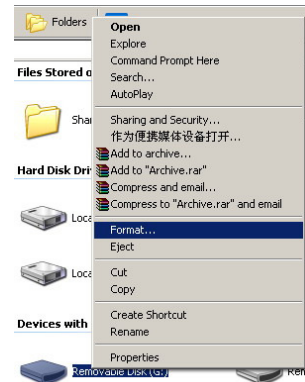 Folders
Open
Explore
Command Prompt Here
Search...
AutoPlay
Files Stored o
Sharing and Security...
作为便携媒体设备打开...
Shar
Add to archive...
Add to "Archive.rar"
Hard Disk Dri
Compress and email...
Compress to "Archive.rar" and email
Loca
Format...
Eject
Loca
Cut
Copy
Create Shortcut
Devices with
Rename
Properties
Removable Disk (G:)
Rem